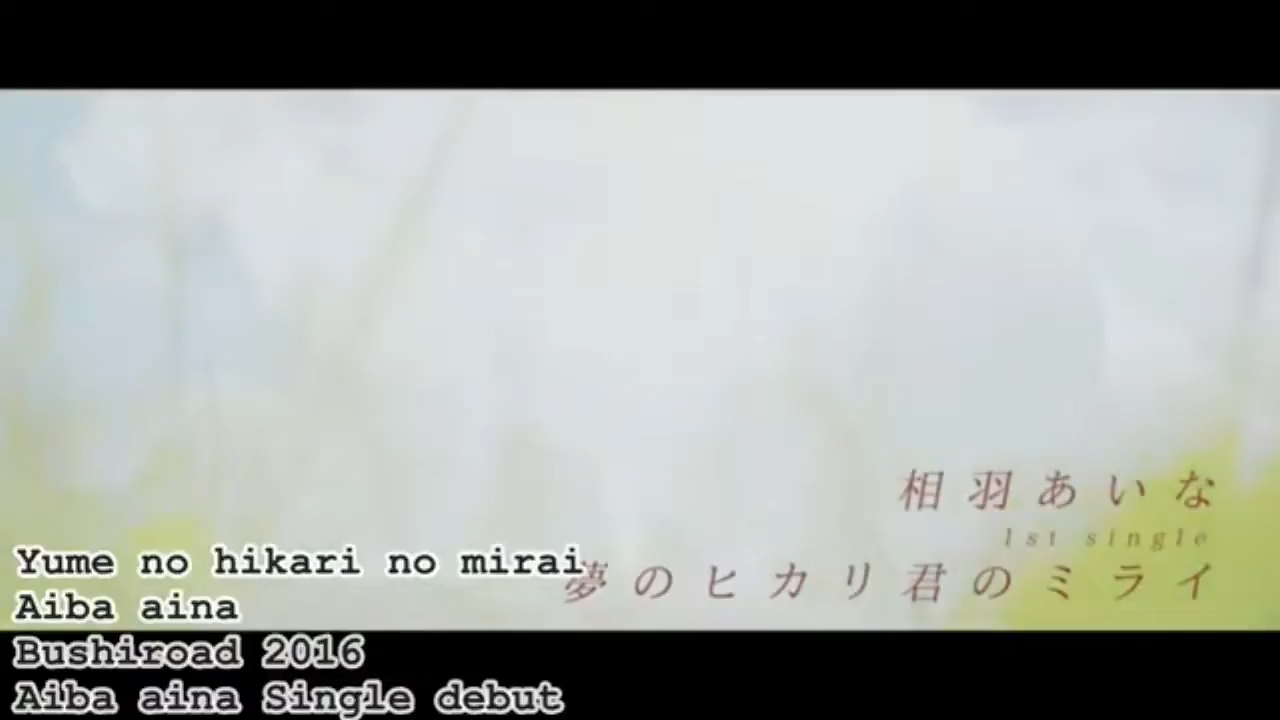 相羽あいな
1st single
夢のヒカリ君のミライ
Yume no hikari no mirai
Aiba aina
Bushiroad 2016
Aiba aina Single debut